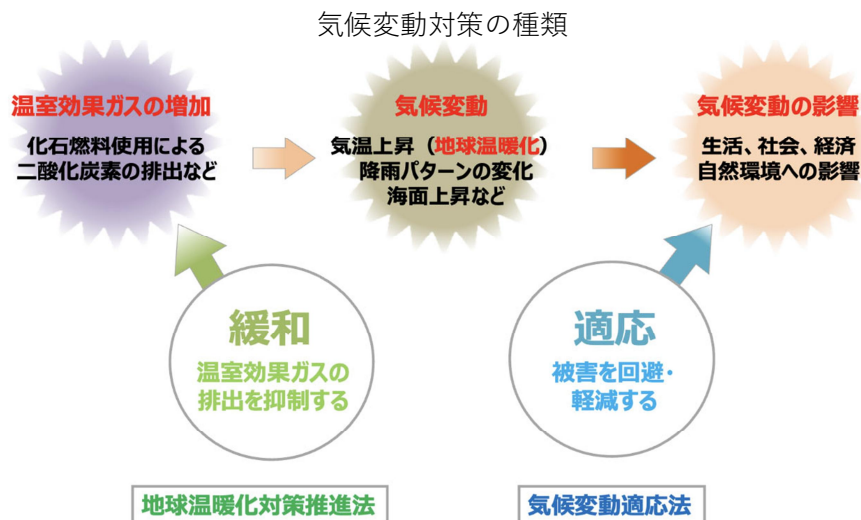 気候変動対策の種類
温室効果ガスの増加
化石燃料使用による
二酸化炭素の排出など
気候変動
気温上昇（地球温暖化）
降雨パターンの変化
海面上昇など
気候変動の影響
生活、社会、経済
自然環境への影響
緩和
温室効果ガスの
排出を抑制する
適応
被害を回避・
軽減する
地球温暖化対策推進法
気候変動適応法